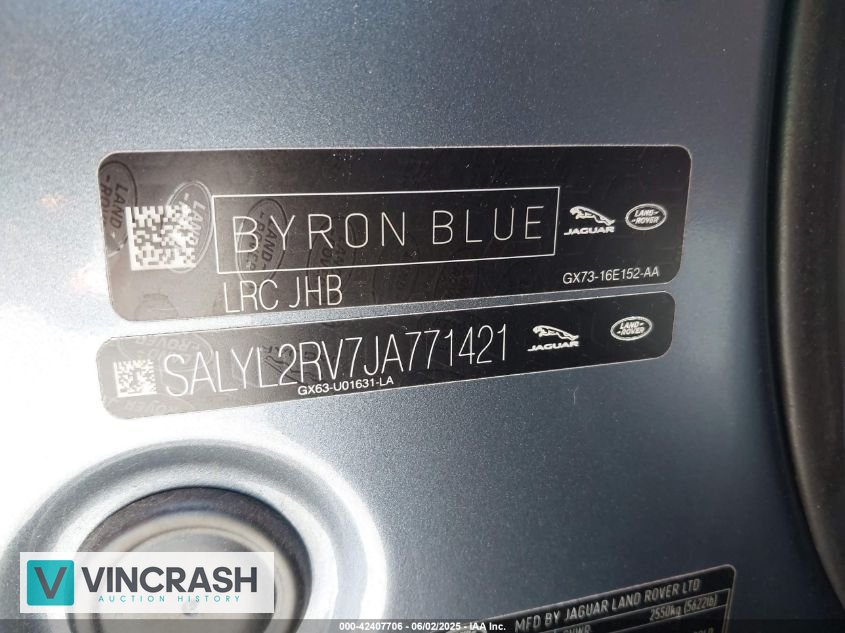 BYRON BLUE
JAGUAR
LAND-
ROVER
LRC JHB
GX73-16E152-AA
SALYL2RV7JA771421
JAGUAR
LAND-
ROVER
GX63-U01631-LA
MFD BY JAGUAR LAND ROVER LTD
2550kg (5622lb)
V VINCRASH
AUCTION HISTORY
000-42407706 - 06/02/2025 - IAA Inc.